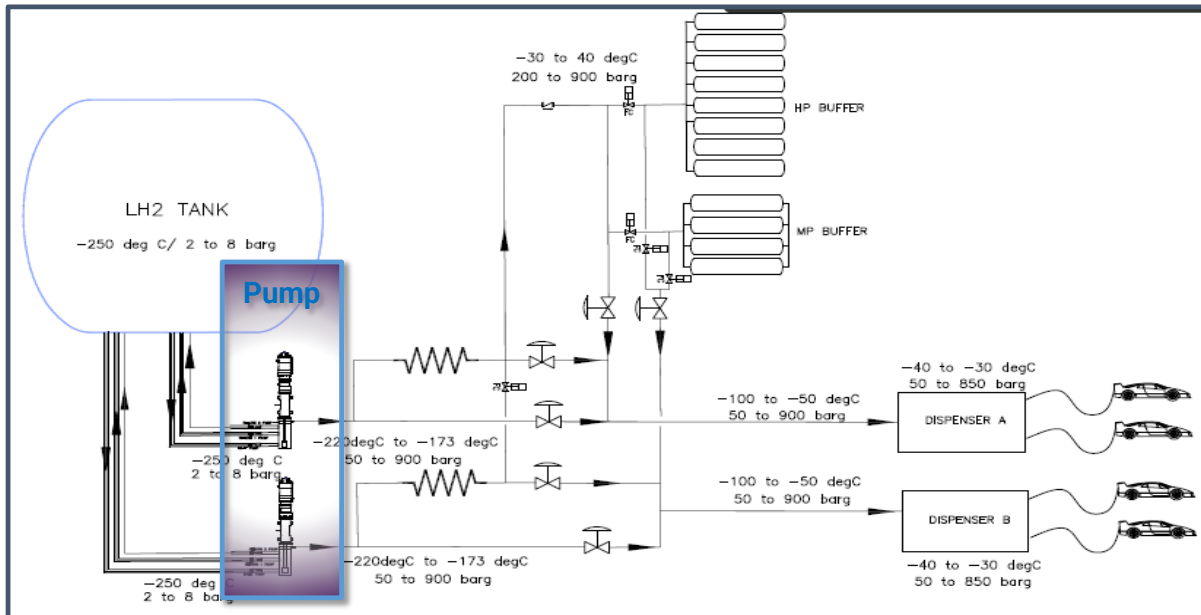 -30 to 40 degC
200 to 900 barg
FC
HP BUFFER
LH2 TANK
-250 deg C/ 2 to 8 barg
FC
MP BUFFER
Pump
-40 to -30 degC
50 to 850 barg
-100 to -50 degC
50 to 900 barg
DISPENSER A
-220degC to -173 degC
50 to 900 barg
-250 deg C
2 to 8 barg
-100 to -50 degC
50 to 900 barg
DISPENSER B
-220degC to -173 degC
50 to 900 barg
-40 to -30 degC
50 to 850 barg
-250 deg C
2 to 8 barg